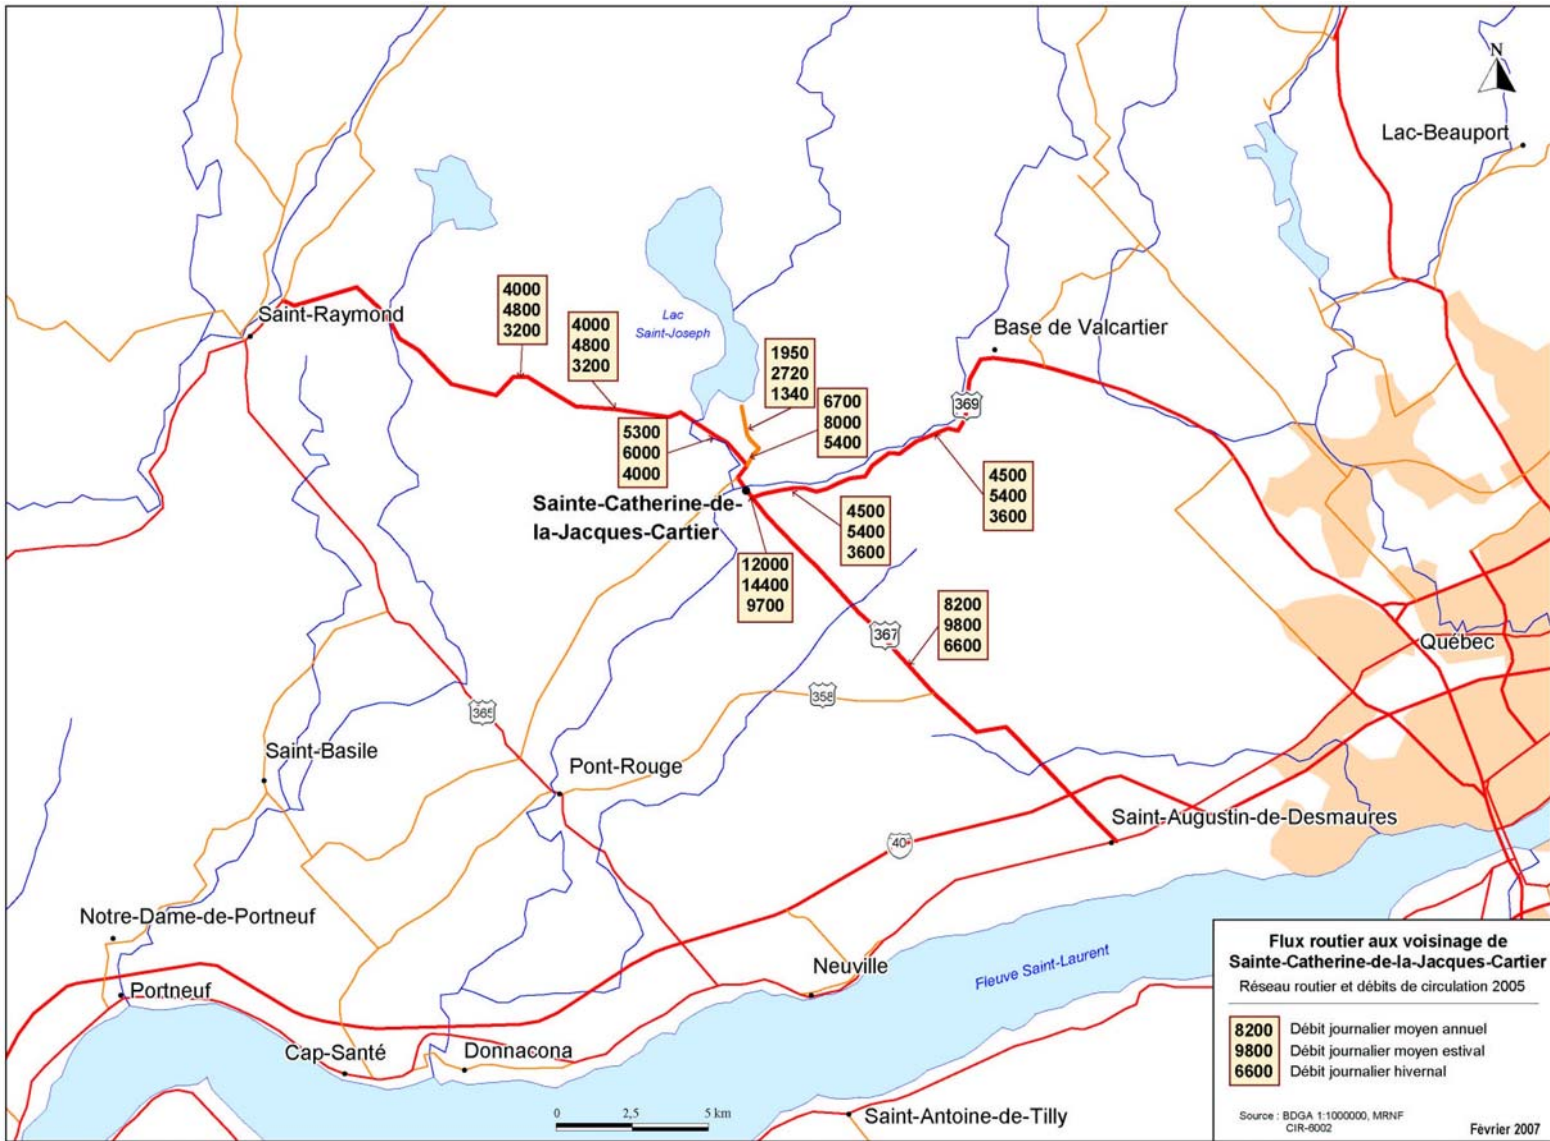 N
Lac-Beauport
4000
4800
3200
Saint-Raymond
4000
4800
3200
Lac
Saint-Joseph
Base de Valcartier
1950
2720
1340
6700
8000
5400
369
5300
6000
4000
4500
5400
3600
Sainte-Catherine-de-
la-Jacques-Cartier
4500
5400
3600
12000
14400
9700
8200
9800
6600
367
Québec
358
365
Saint-Basile
Pont-Rouge
Saint-Augustin-de-Desmaures
40
Notre-Dame-de-Portneuf
Neuville
Fleuve Saint-Laurent
Portneuf
Cap-Santé
Donnacona
Saint-Antoine-de-Tilly
0 2,5 5 km
Flux routier aux voisinage de
Sainte-Catherine-de-la-Jacques-Cartier
Réseau routier et débits de circulation 2005
8200 Débit journalier moyen annuel
9800 Débit journalier moyen estival
6600 Débit journalier hivernal
Source : BDGA 1:1000000, MRNF
CIR-6002
Février 2007